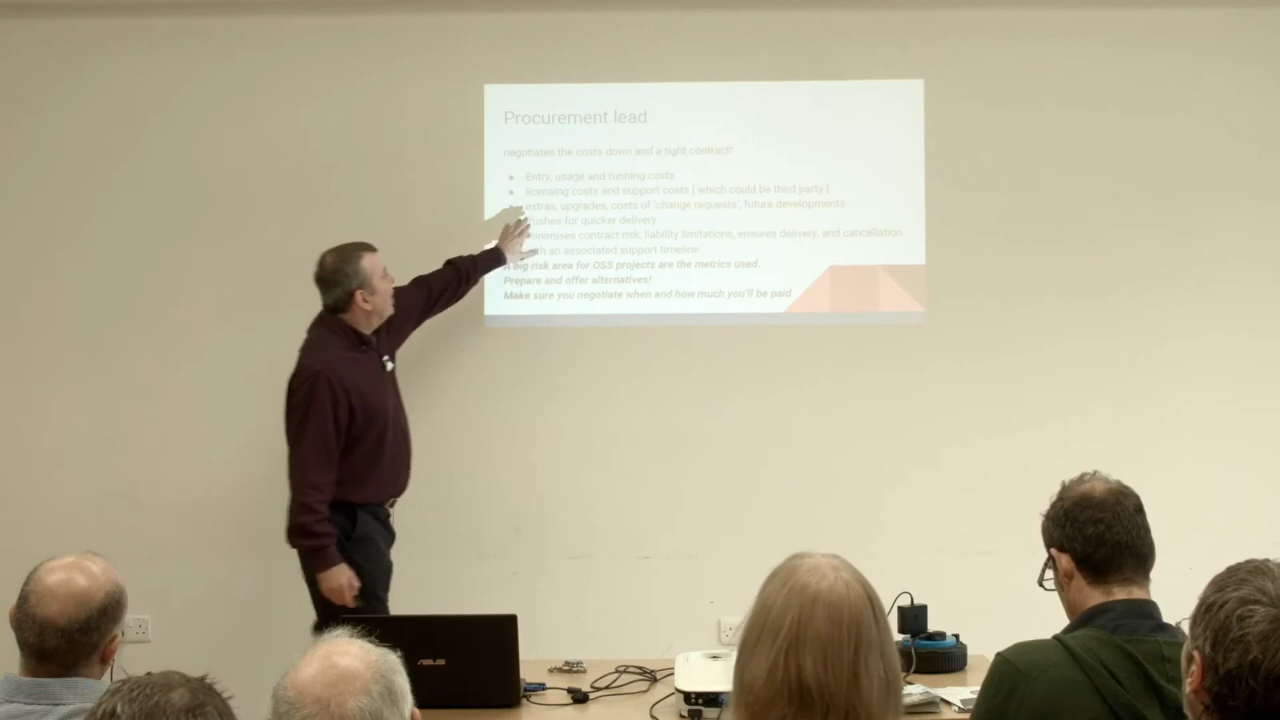 Procurement lead
negotiates the costs down and a tight contract!
Entry, usage and running costs
licensing costs and support costs [ which could be third party ]
extras, upgrades, costs of 'change requests', future developments
Pushes for quicker delivery
minimises contract risk, liability limitations, ensures delivery, and cancellation
an associated support timeline
A big risk area for OSS projects are the metrics used.
Prepare and offer alternatives!
Make sure you negotiate when and how much you'll be paid
ASUS